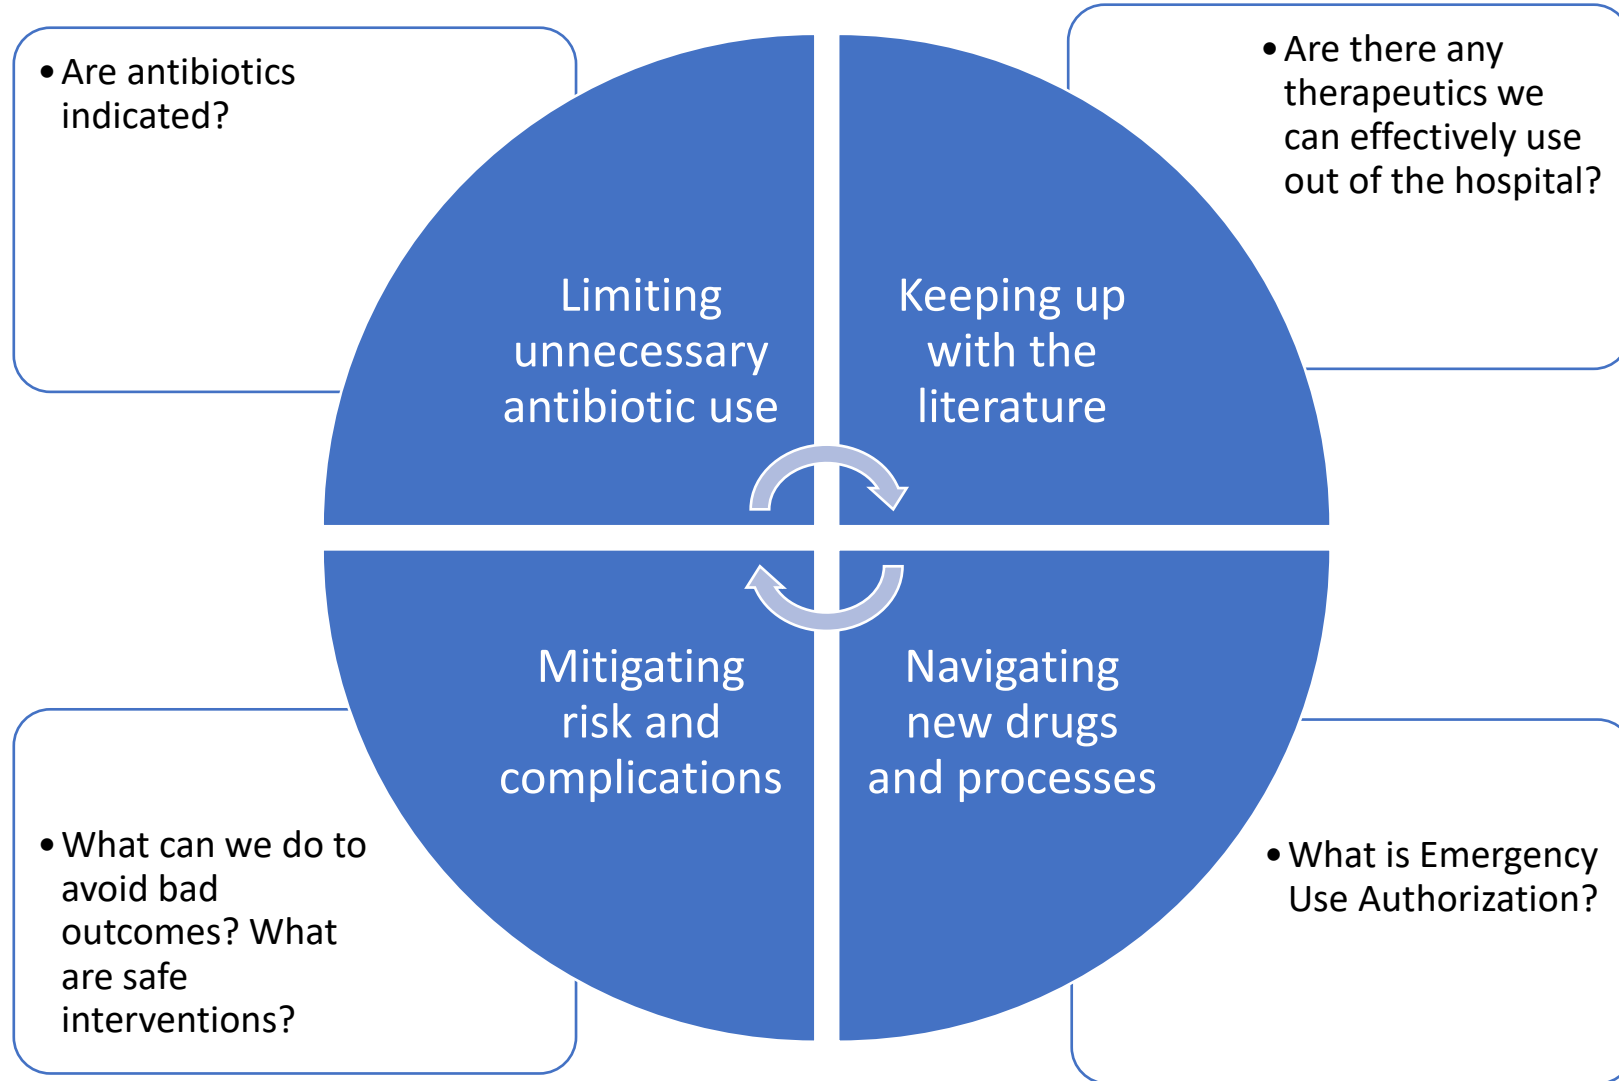 • Are antibiotics
indicated?
• Are there any
therapeutics we
can effectively use
out of the hospital?
Limiting
unnecessary
antibiotic use
Keeping up
with the
literature
Mitigating
risk and
complications
Navigating
new drugs
and processes
• What can we do to
avoid bad
outcomes? What
are safe
interventions?
• What is Emergency
Use Authorization?